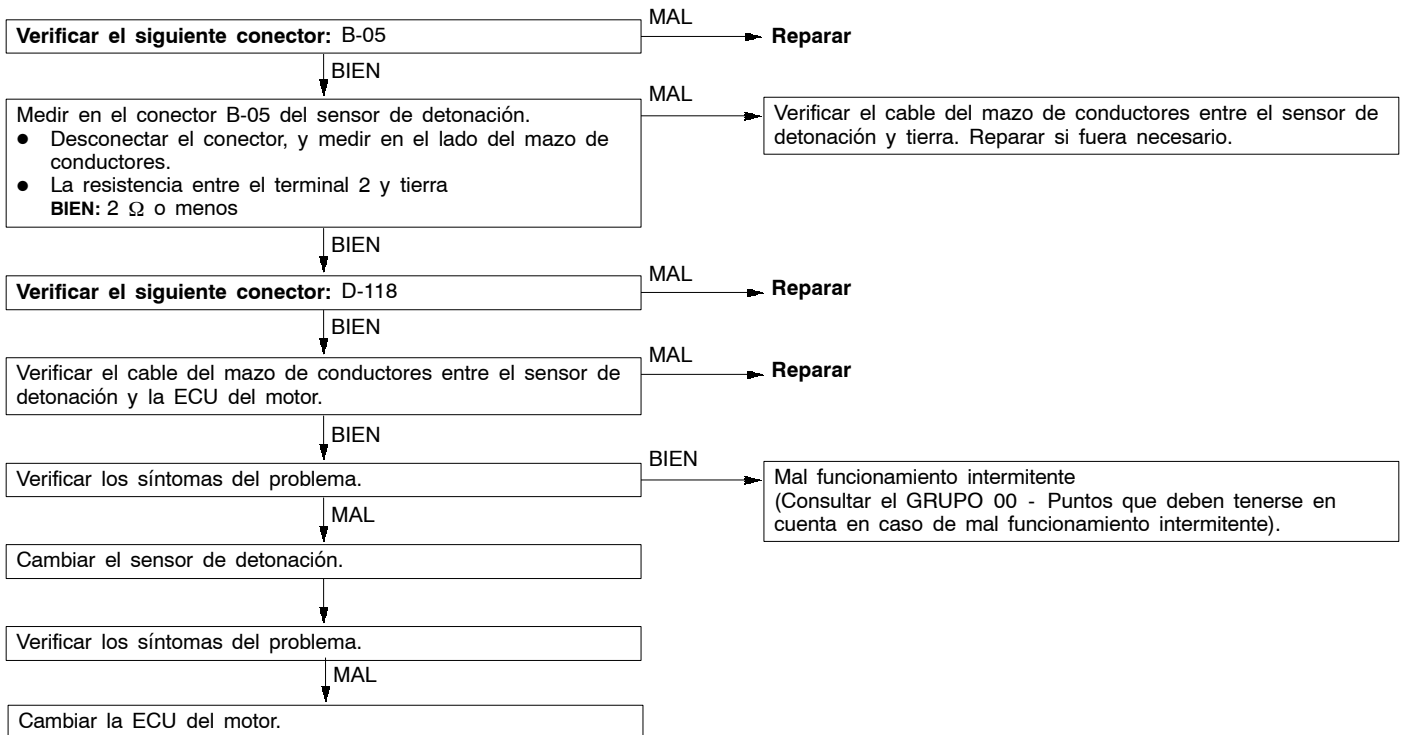 MAL
Verificar el siguiente conector: B-05
Reparar
BIEN
MAL
Medir en el conector B-05 del sensor de detonación.
● Desconectar el conector, y medir en el lado del mazo de
conductores.
● La resistencia entre el terminal 2 y tierra
BIEN: 2 Ω o menos
Verificar el cable del mazo de conductores entre el sensor de
detonación y tierra. Reparar si fuera necesario.
BIEN
MAL
Verificar el siguiente conector: D-118
Reparar
BIEN
MAL
Verificar el cable del mazo de conductores entre el sensor de
detonación y la ECU del motor.
Reparar
BIEN
BIEN
Verificar los síntomas del problema.
Mal funcionamiento intermitente
(Consultar el GRUPO 00 - Puntos que deben tenerse en
cuenta en caso de mal funcionamiento intermitente).
MAL
Cambiar el sensor de detonación.
Verificar los síntomas del problema.
MAL
Cambiar la ECU del motor.